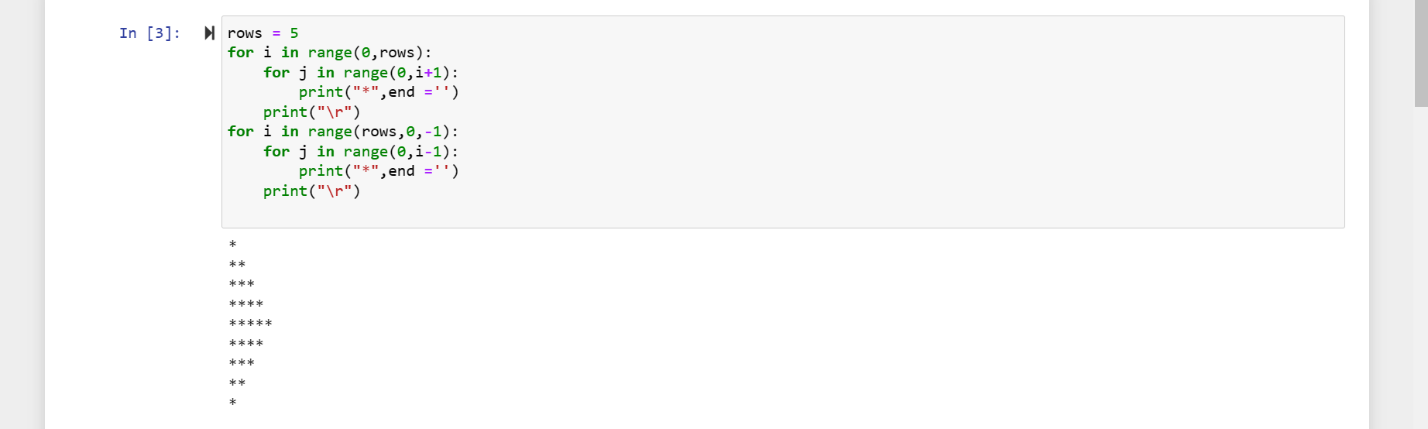 In [3]: rows = 5
for i in range(0,rows):
    for j in range(0,i+1):
        print("*",end ='')
    print("\r")
for i in range(rows,0,-1):
    for j in range(0,i-1):
        print("*",end ='')
    print("\r")
*
**
***
****
*****
****
***
**
*